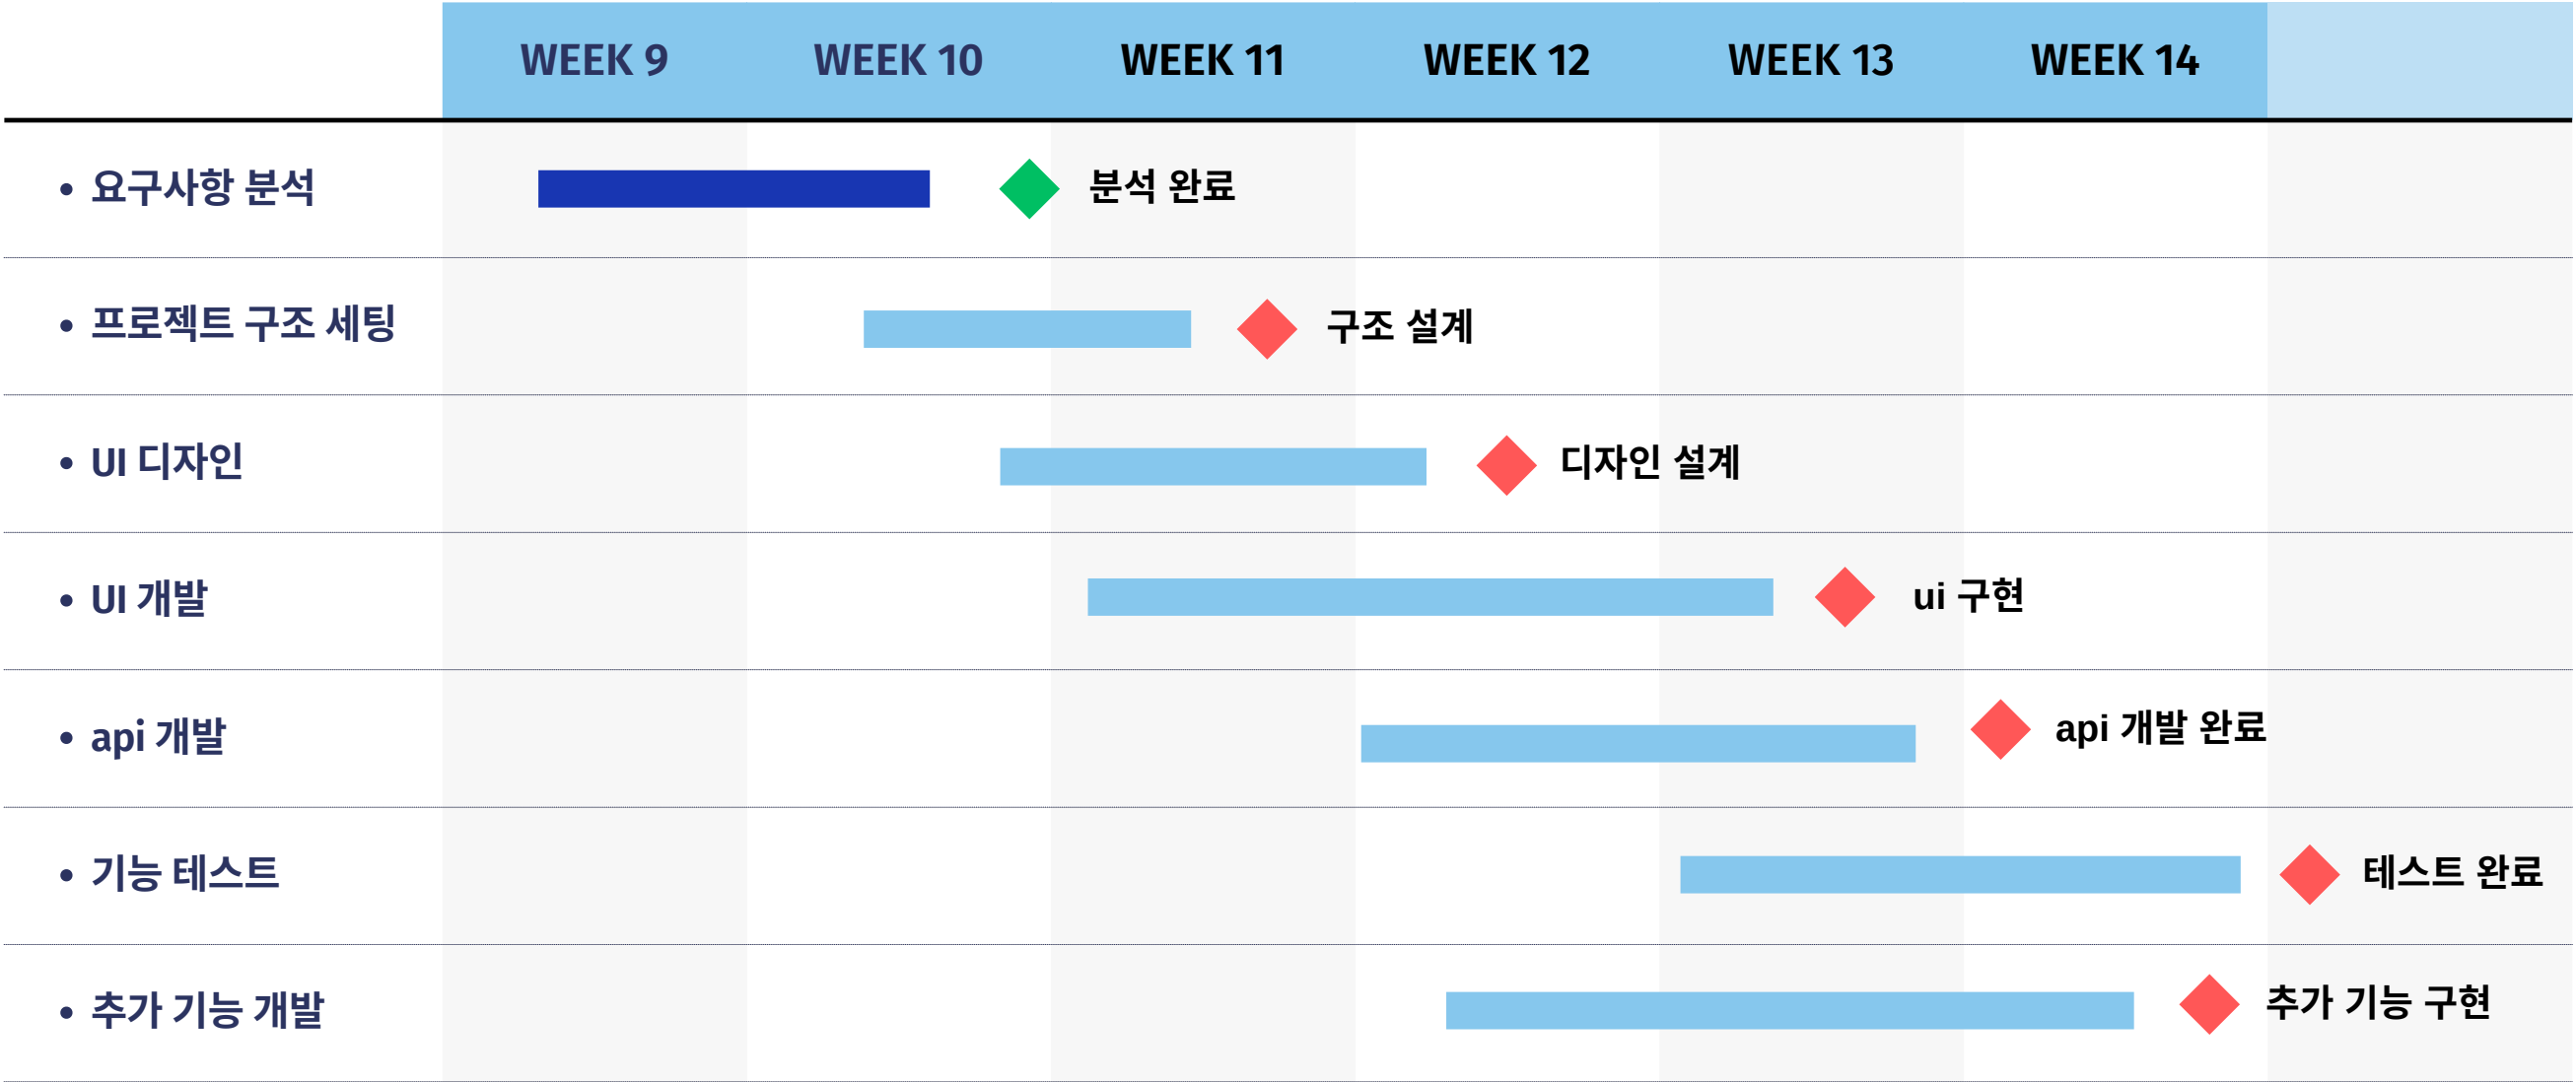 WEEK 9 WEEK 10 WEEK 11 WEEK 12 WEEK 13 WEEK 14
• 요구사항 분석 분석 완료
• 프로젝트 구조 세팅 구조 설계
• UI 디자인 디자인 설계
• UI 개발 ui 구현
• api 개발 api 개발 완료
• 기능 테스트 테스트 완료
• 추가 기능 개발 추가 기능 구현